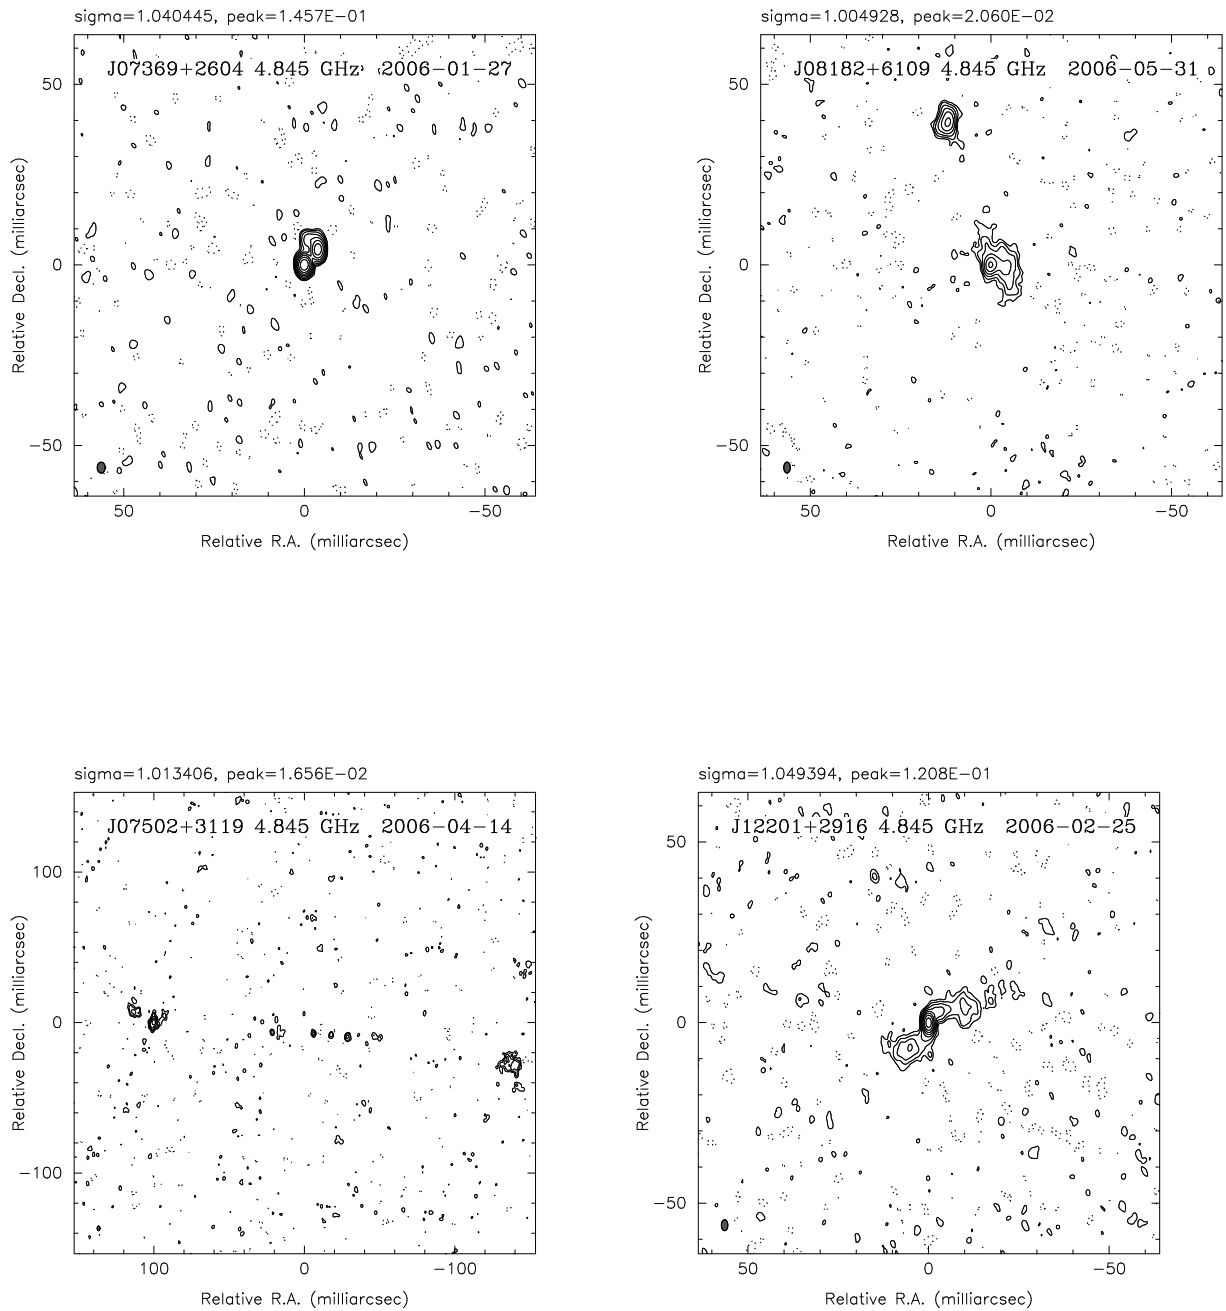 sigma=1.040445, peak=1.457E−01
J07369+2604 4.845 GHz 2006−01−27
50
0
−50
Relative Decl. (milliarcsec)
50 0 −50
Relative R.A. (milliarcsec)
sigma=1.004928, peak=2.060E−02
J08182+6109 4.845 GHz 2006−05−31
50
0
−50
Relative Decl. (milliarcsec)
50 0 −50
Relative R.A. (milliarcsec)
sigma=1.013406, peak=1.656E−02
J07502+3119 4.845 GHz 2006−04−14
100
0
−100
Relative Decl. (milliarcsec)
100 0 −100
Relative R.A. (milliarcsec)
sigma=1.049394, peak=1.208E−01
J12201+2916 4.845 GHz 2006−02−25
50
0
−50
Relative Decl. (milliarcsec)
50 0 −50
Relative R.A. (milliarcsec)